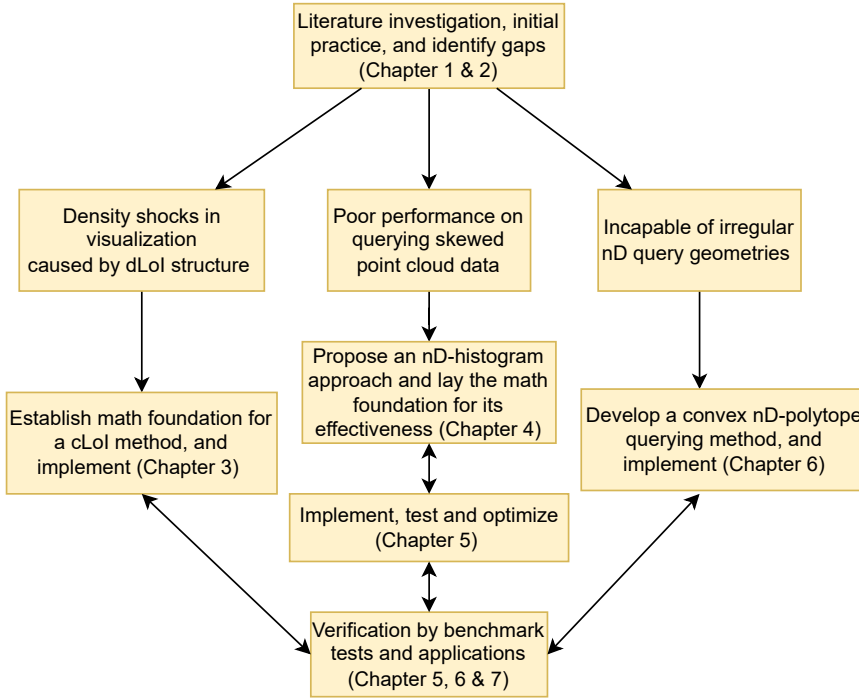 Literature investigation, initial
practice, and identify gaps
(Chapter 1 & 2)
Density shocks in
visualization
caused by dLoI structure
Poor performance on
querying skewed
point cloud data
Incapable of irregular
nD query geometries
Establish math foundation for
a cLoI method, and
implement (Chapter 3)
Propose an nD-histogram
approach and lay the math
foundation for its
effectiveness (Chapter 4)
Develop a convex nD-polytope
querying method, and
implement (Chapter 6)
Implement, test and optimize
(Chapter 5)
Verification by benchmark
tests and applications
(Chapter 5, 6 & 7)